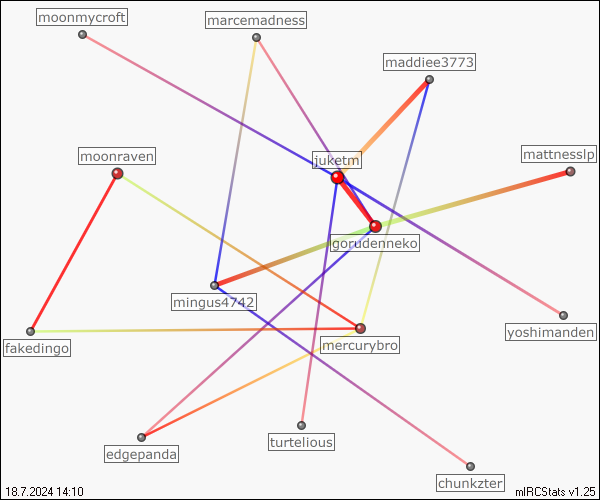 moonmycroft
marcemadness
maddiee3773
moonraven
juketm
mattnesslp
gorudenneko
mingus4742
yoshimanden
fakedingo
mercurybro
turtelious
edgepanda
chunkzter
18.7.2024 14:10
mIRCStats v1.25